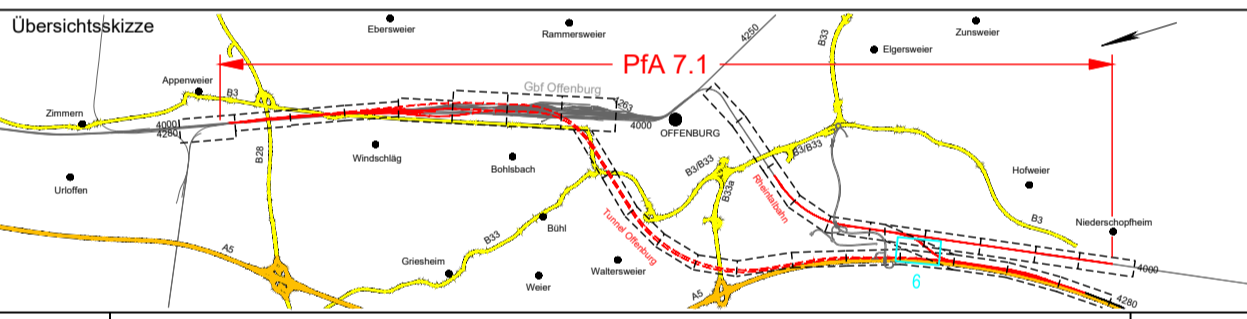 Übersichtsskizze
Ebersweier
Rammersweier
4250
B33
Zunsweier
Elgersweier
PfA 7.1
Appenweier
B3
Gbf Offenburg
Zimmern
4000
4280
4000
OFFENBURG
B28
Windschläg
Bohlsbach
B3/B33
B3/B33
B33a
Rheintalbahn
Hofweier
Urloffen
B3
Niederschopfheim
Tunnel Offenburg
Bühl
B33
A5
Griesheim
Waltersweier
Weier
4000
6
A5
4280